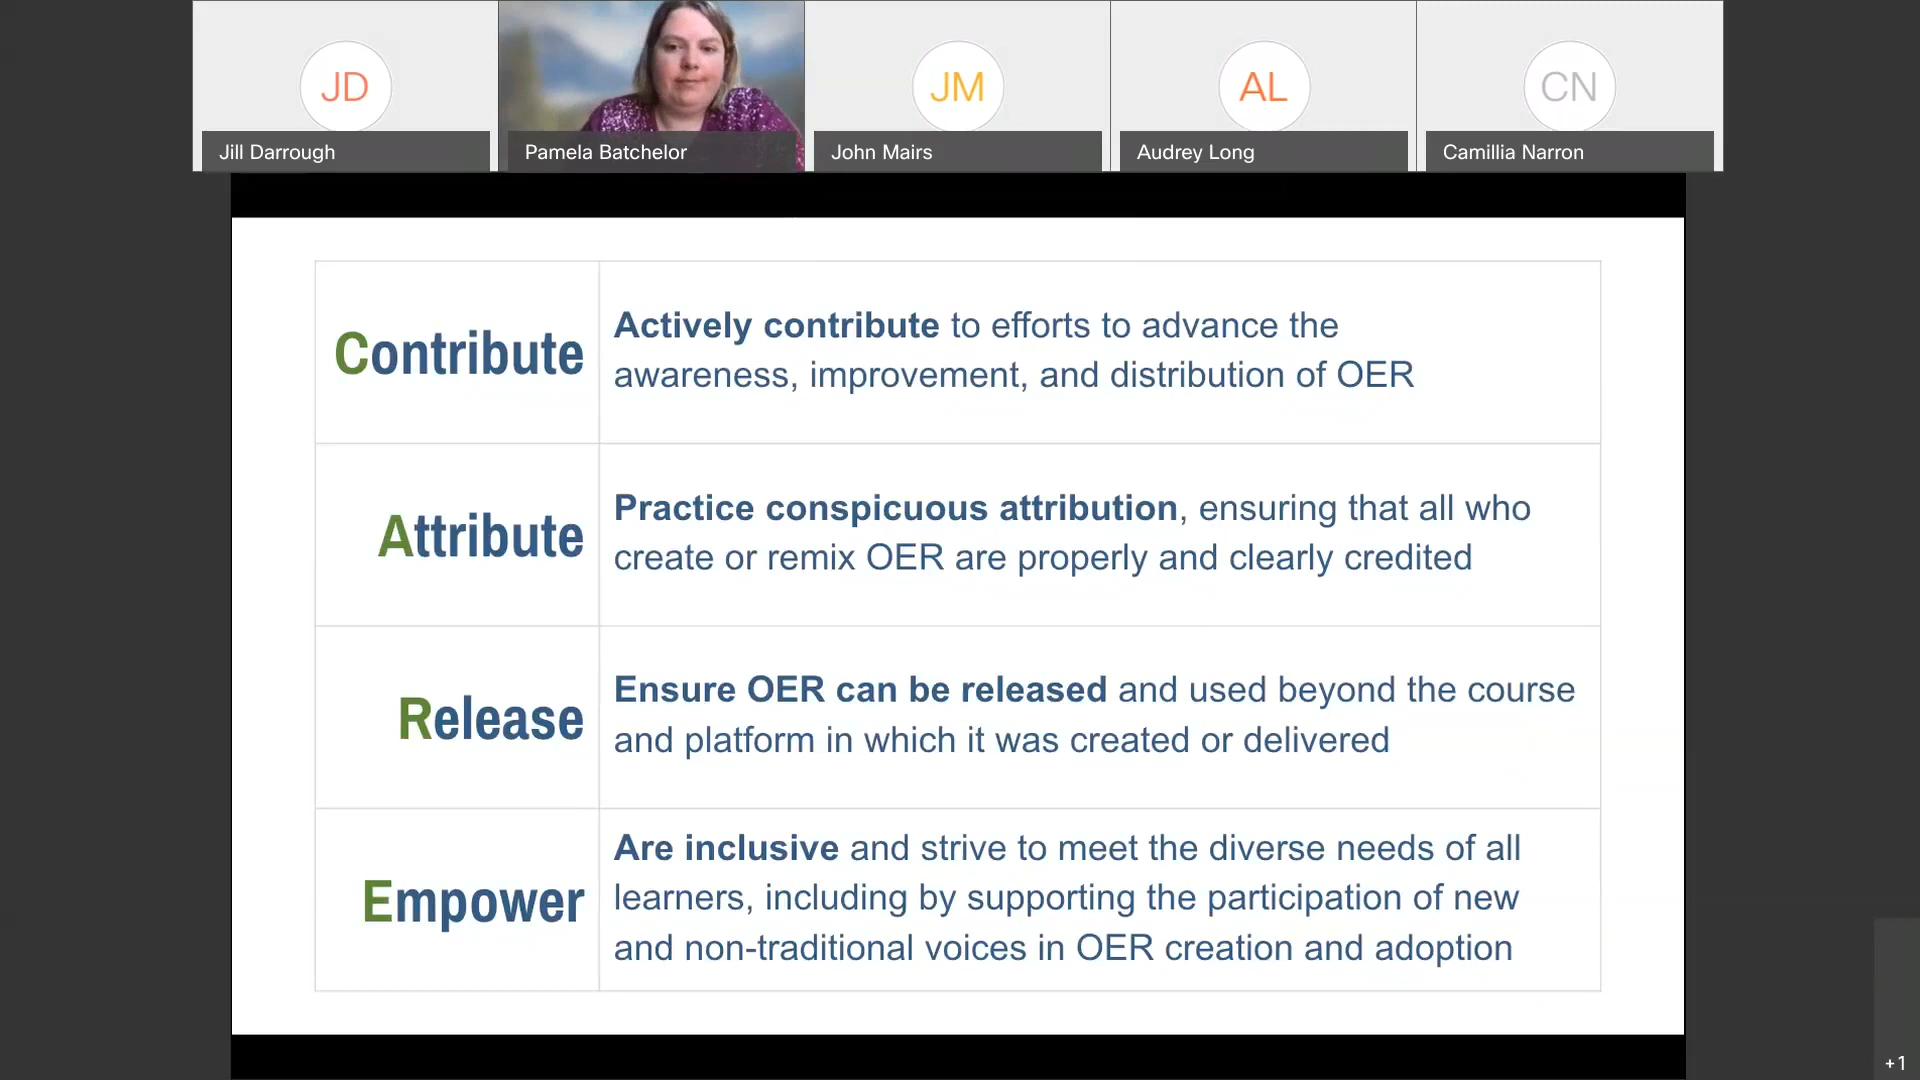 JD
JM
AL
CN
Jill Darrough
Pamela Batchelor
John Mairs
Audrey Long
Camillia Narron
Contribute
Actively contribute to efforts to advance the
awareness, improvement, and distribution of OER
Attribute
Practice conspicuous attribution, ensuring that all who
create or remix OER are properly and clearly credited
Release
Ensure OER can be released and used beyond the course
and platform in which it was created or delivered
Empower
Are inclusive and strive to meet the diverse needs of all
learners, including by supporting the participation of new
and non-traditional voices in OER creation and adoption
+1